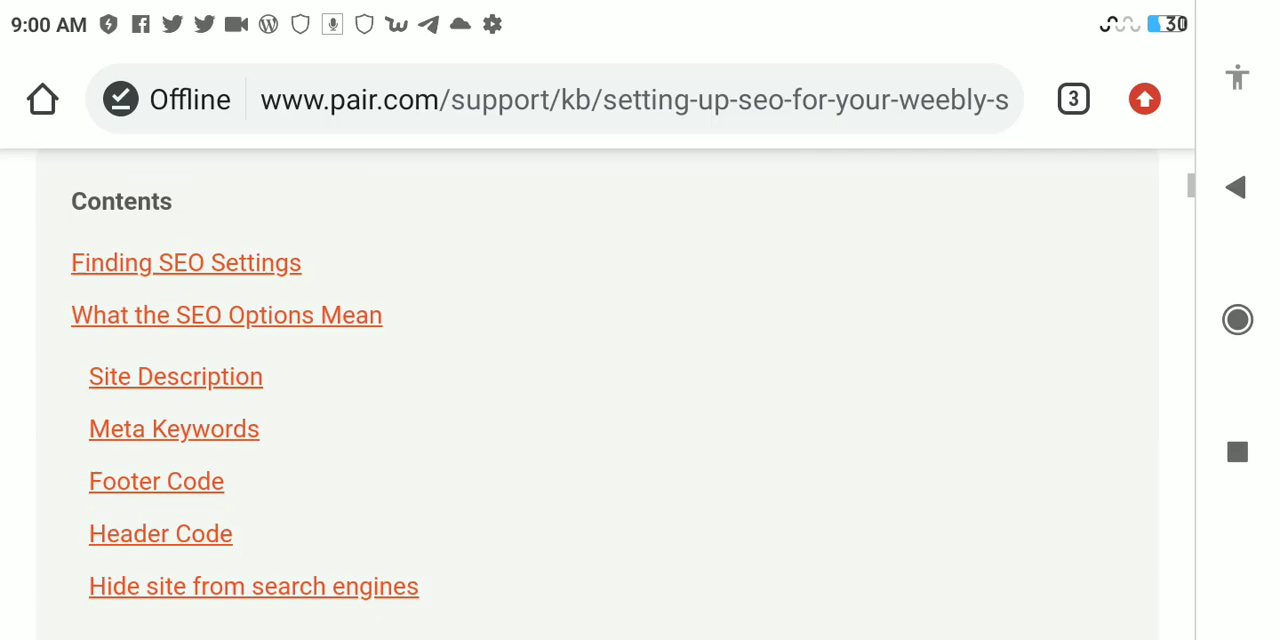 9:00 AM
30
Offline
www.pair.com/support/kb/setting-up-seo-for-your-weebly-s
3
Contents
Finding SEO Settings
What the SEO Options Mean
Site Description
Meta Keywords
Footer Code
Header Code
Hide site from search engines